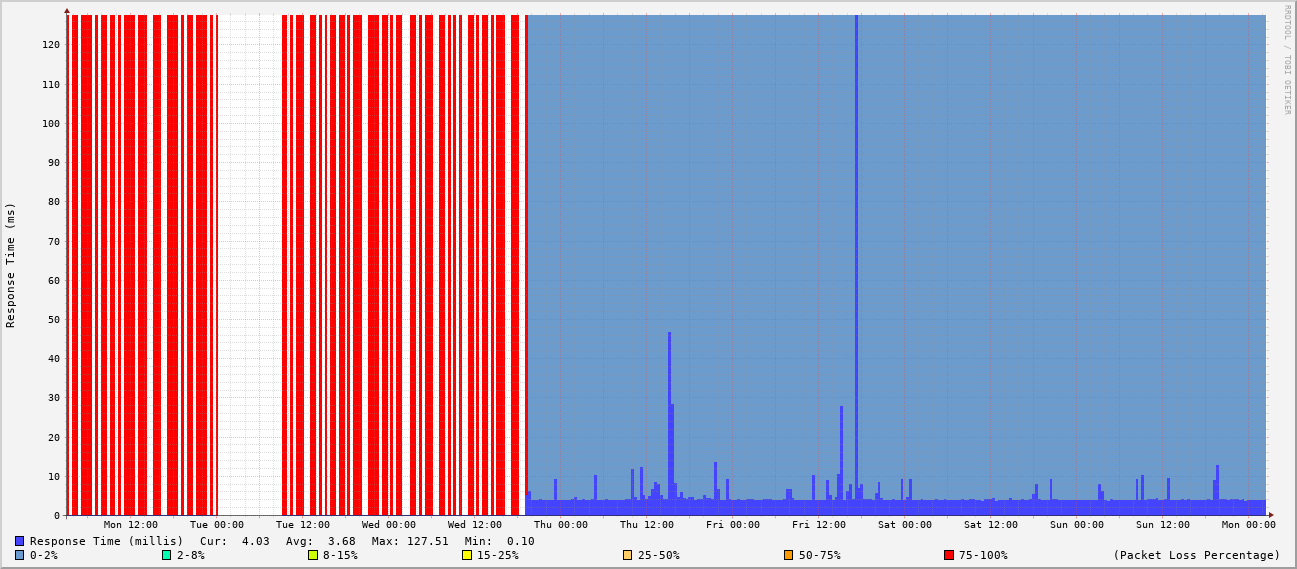 RRDTOOL / TOBI OETIKER
Response Time (ms)
120
110
100
90
80
70
60
50
40
30
20
10
0
Mon 12:00 Tue 00:00 Tue 12:00 Wed 00:00 Wed 12:00 Thu 00:00 Thu 12:00 Fri 00:00 Fri 12:00 Sat 00:00 Sat 12:00 Sun 00:00 Sun 12:00 Mon 00:00
Response Time (millis) Cur: 4.03 Avg: 3.68 Max: 127.51 Min: 0.10
0-2% 2-8% 8-15% 15-25% 25-50% 50-75% 75-100% (Packet Loss Percentage)